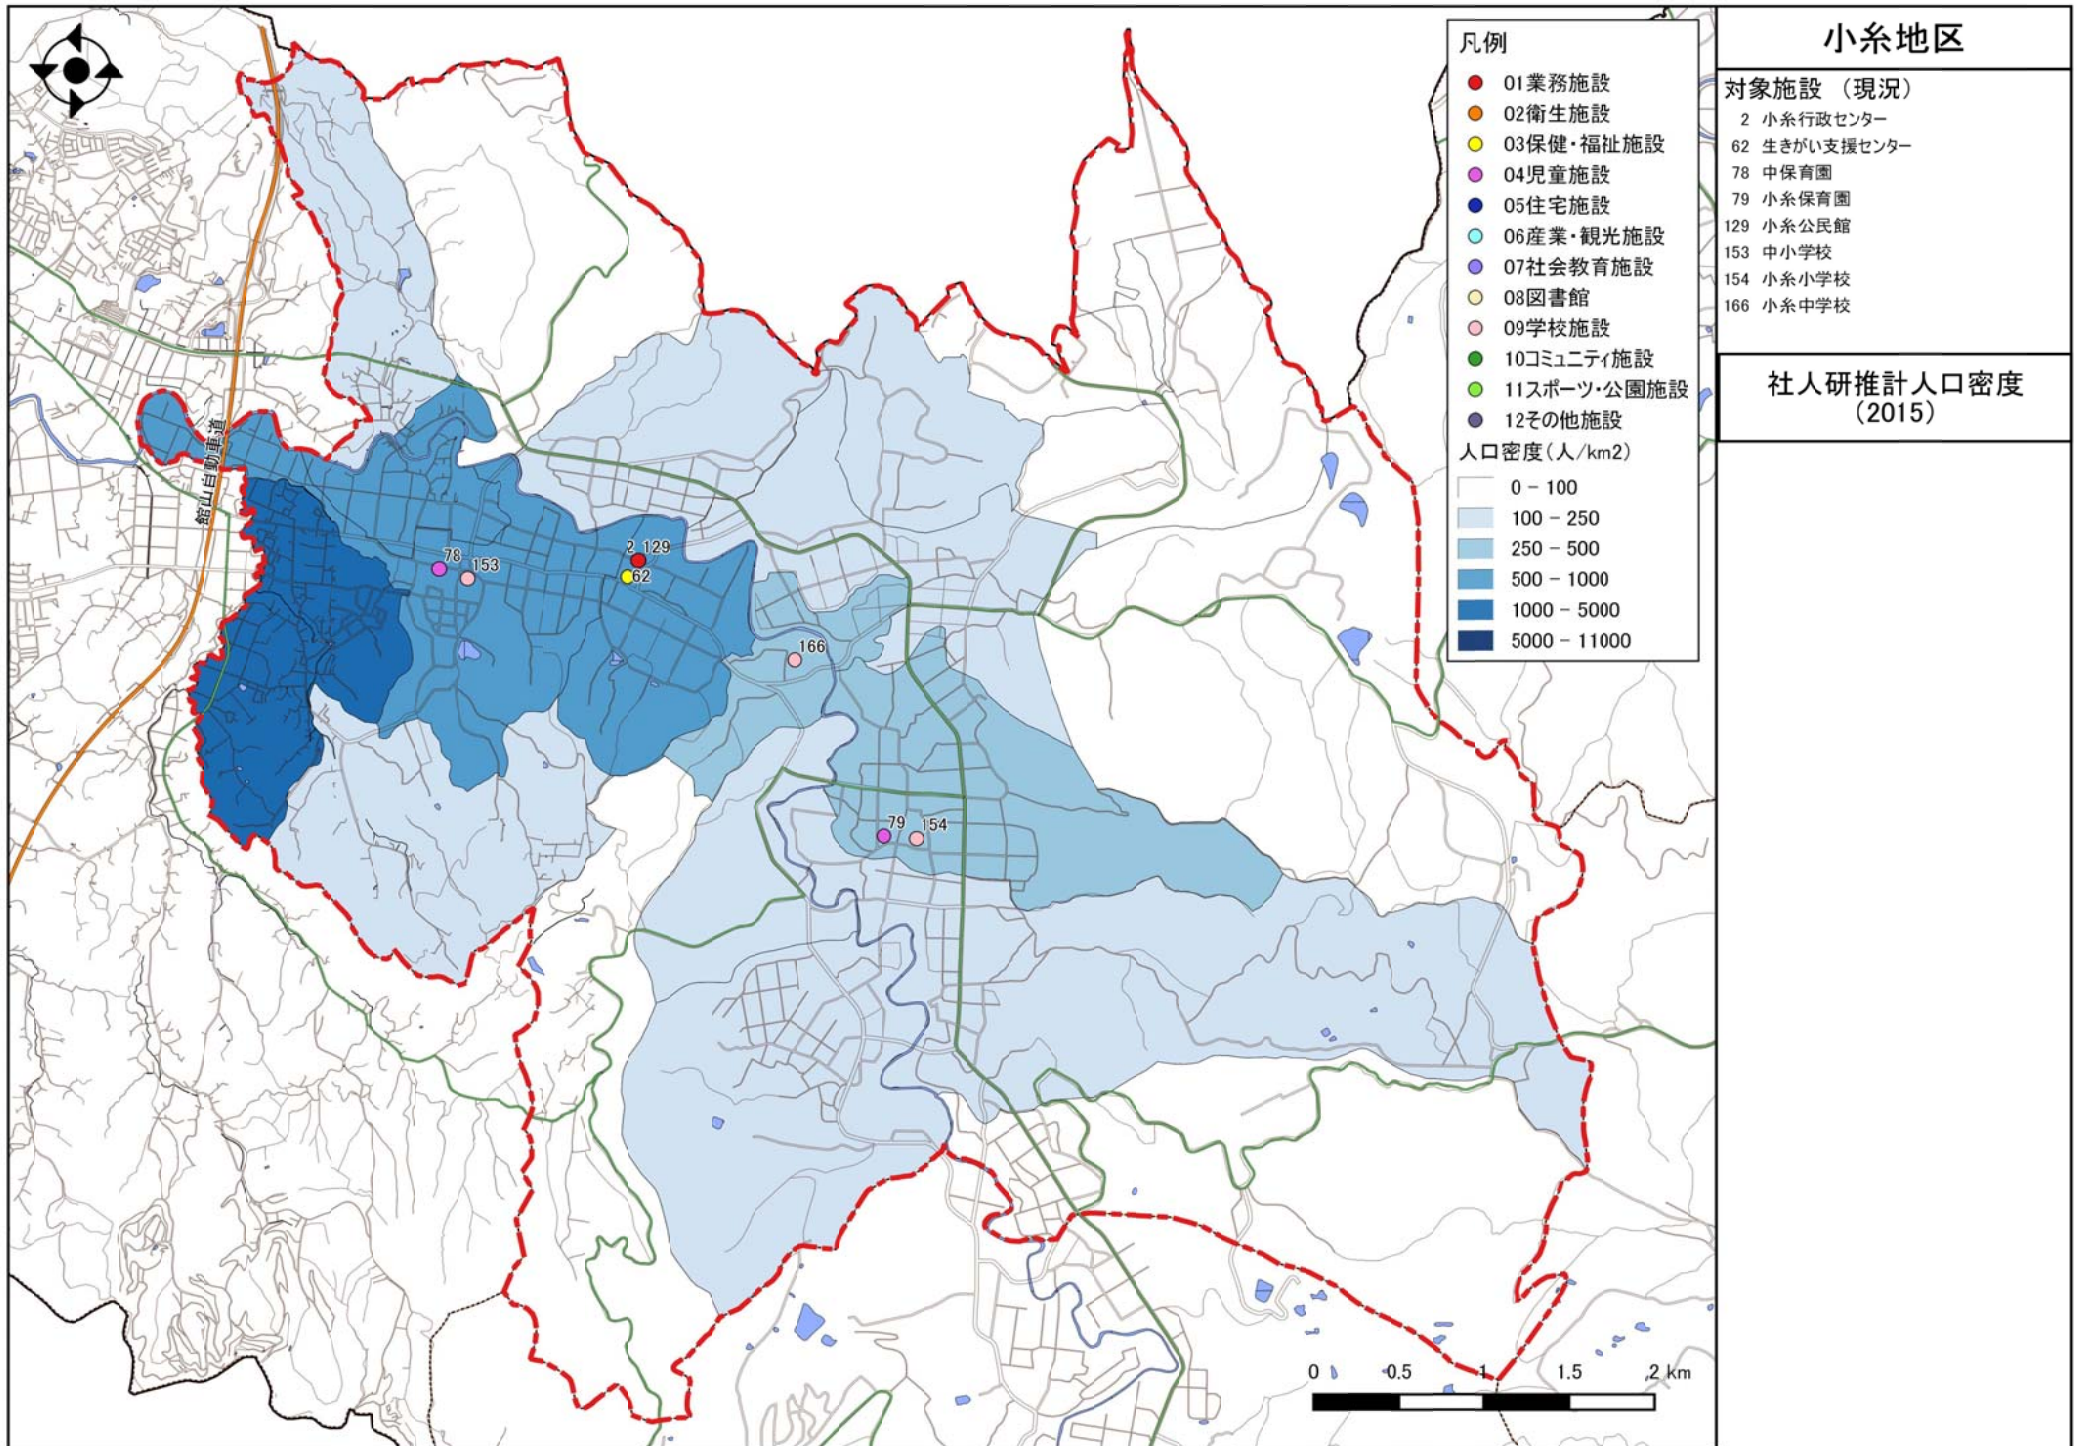 凡例
01業務施設
02衛生施設
03保健・福祉施設
04児童施設
05住宅施設
06産業・観光施設
07社会教育施設
08図書館
09学校施設
10コミュニティ施設
11スポーツ・公園施設
12その他施設
人口密度(人/km2)
0 - 100
100 - 250
250 - 500
500 - 1000
1000 - 5000
5000 - 11000
小糸地区
対象施設 (現況)
2 小糸行政センター
62 生きがい支援センター
78 中保育園
79 小糸保育園
129 小糸公民館
153 中小学校
154 小糸小学校
166 小糸中学校
社人研推計人口密度
(2015)
館山自動車道
78
153
2 129
62
166
79
154
0 0.5 1 1.5 2 km